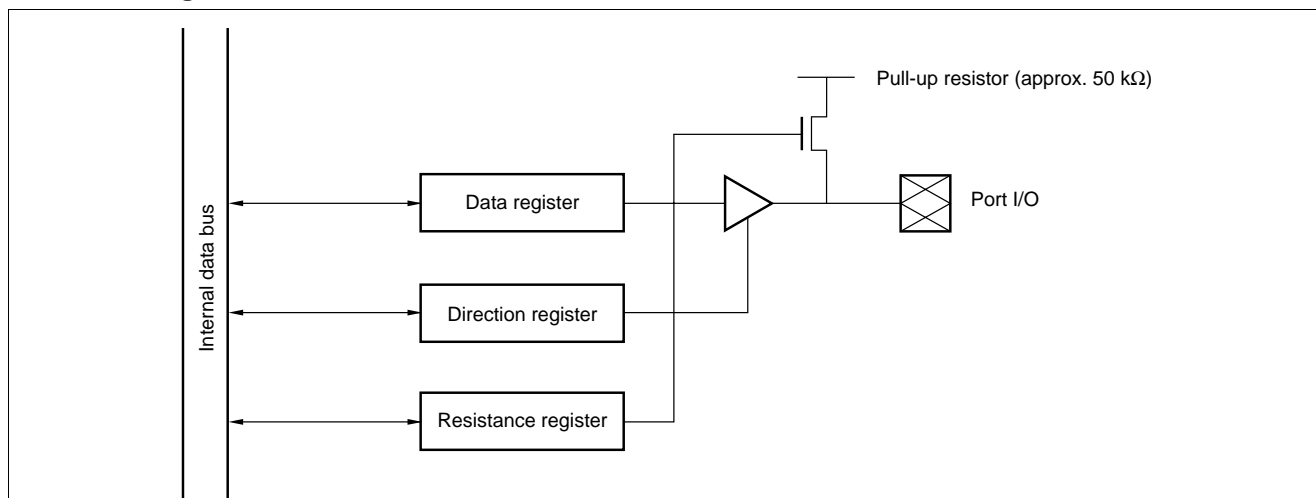 Pull-up resistor (approx. 50 kΩ)
Data register
Port I/O
Internal data bus
Direction register
Resistance register